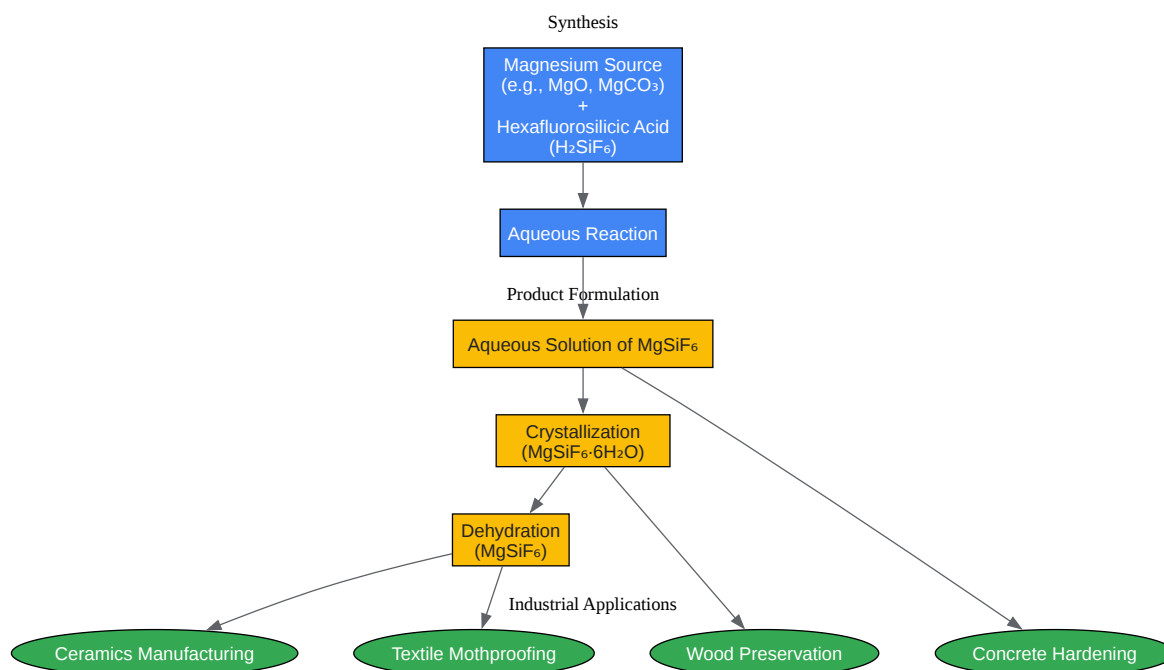 Synthesis
Magnesium Source
(e.g., MgO, MgCO₃)
+
Hexafluorosilicic Acid
(H₂SiF₆)
Aqueous Reaction
Product Formulation
Aqueous Solution of MgSiF₆
Crystallization
(MgSiF₆·6H₂O)
Dehydration
(MgSiF₆)
Industrial Applications
Ceramics Manufacturing
Textile Mothproofing
Wood Preservation
Concrete Hardening